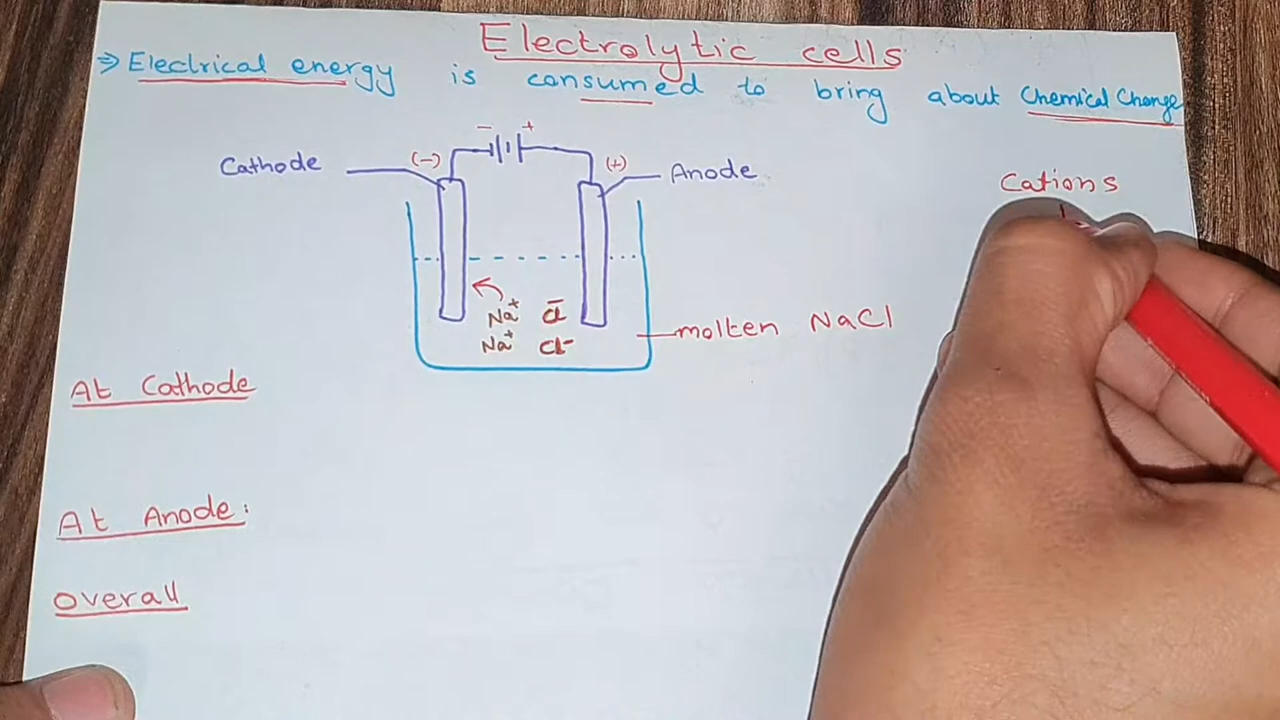 Electrolytic cells
⇒ Electrical energy is consumed to bring about Chemical Change
− +
Cathode (−) (+) Anode
Cations
Na⁺ Cl⁻
Na⁺ Cl⁻
molten NaCl
At Cathode
At Anode:
overall